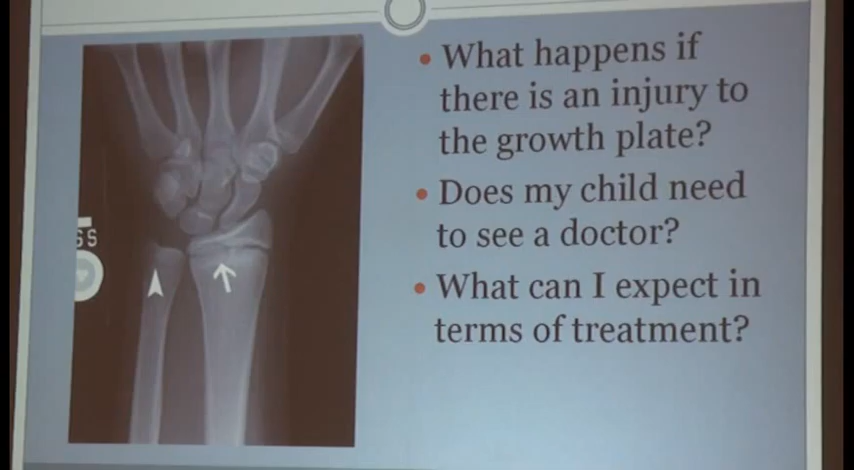 SS
• What happens if
there is an injury to
the growth plate?
• Does my child need
to see a doctor?
• What can I expect in
terms of treatment?